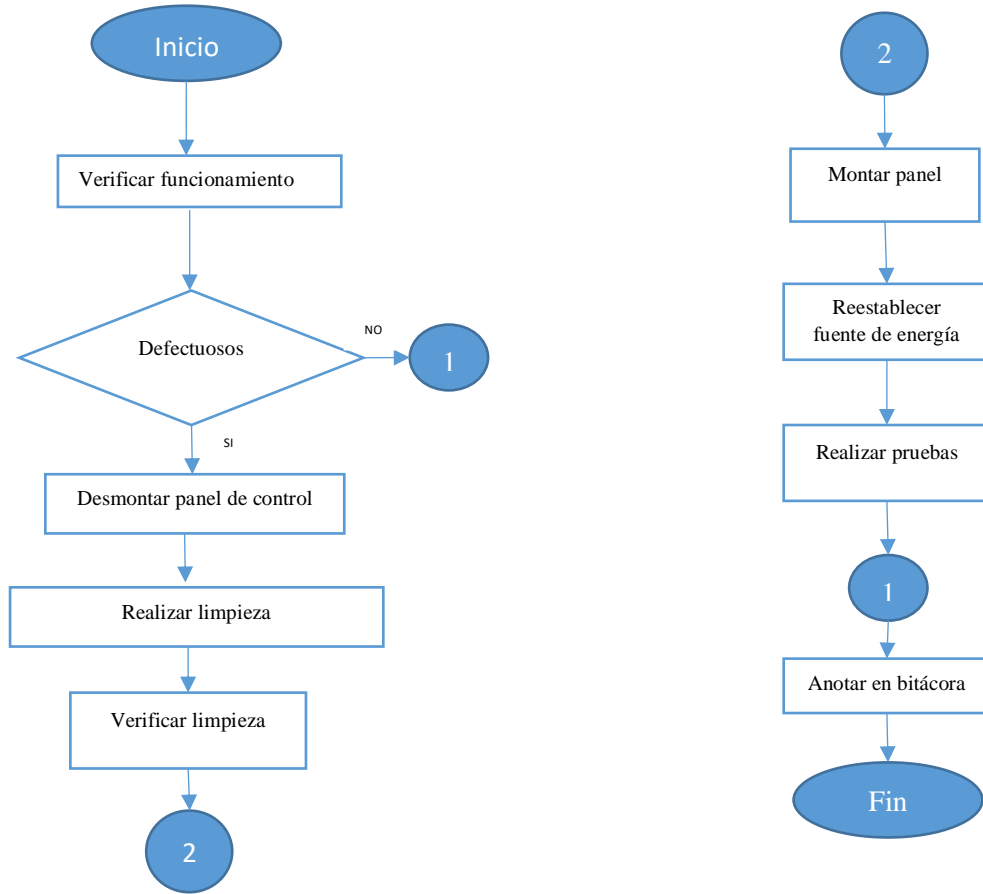 Inicio
Verificar funcionamiento
Defectuosos
NO
1
SI
Desmontar panel de control
Realizar limpieza
Verificar limpieza
2
2
Montar panel
Reestablecer
fuente de energía
Realizar pruebas
1
Anotar en bitácora
Fin